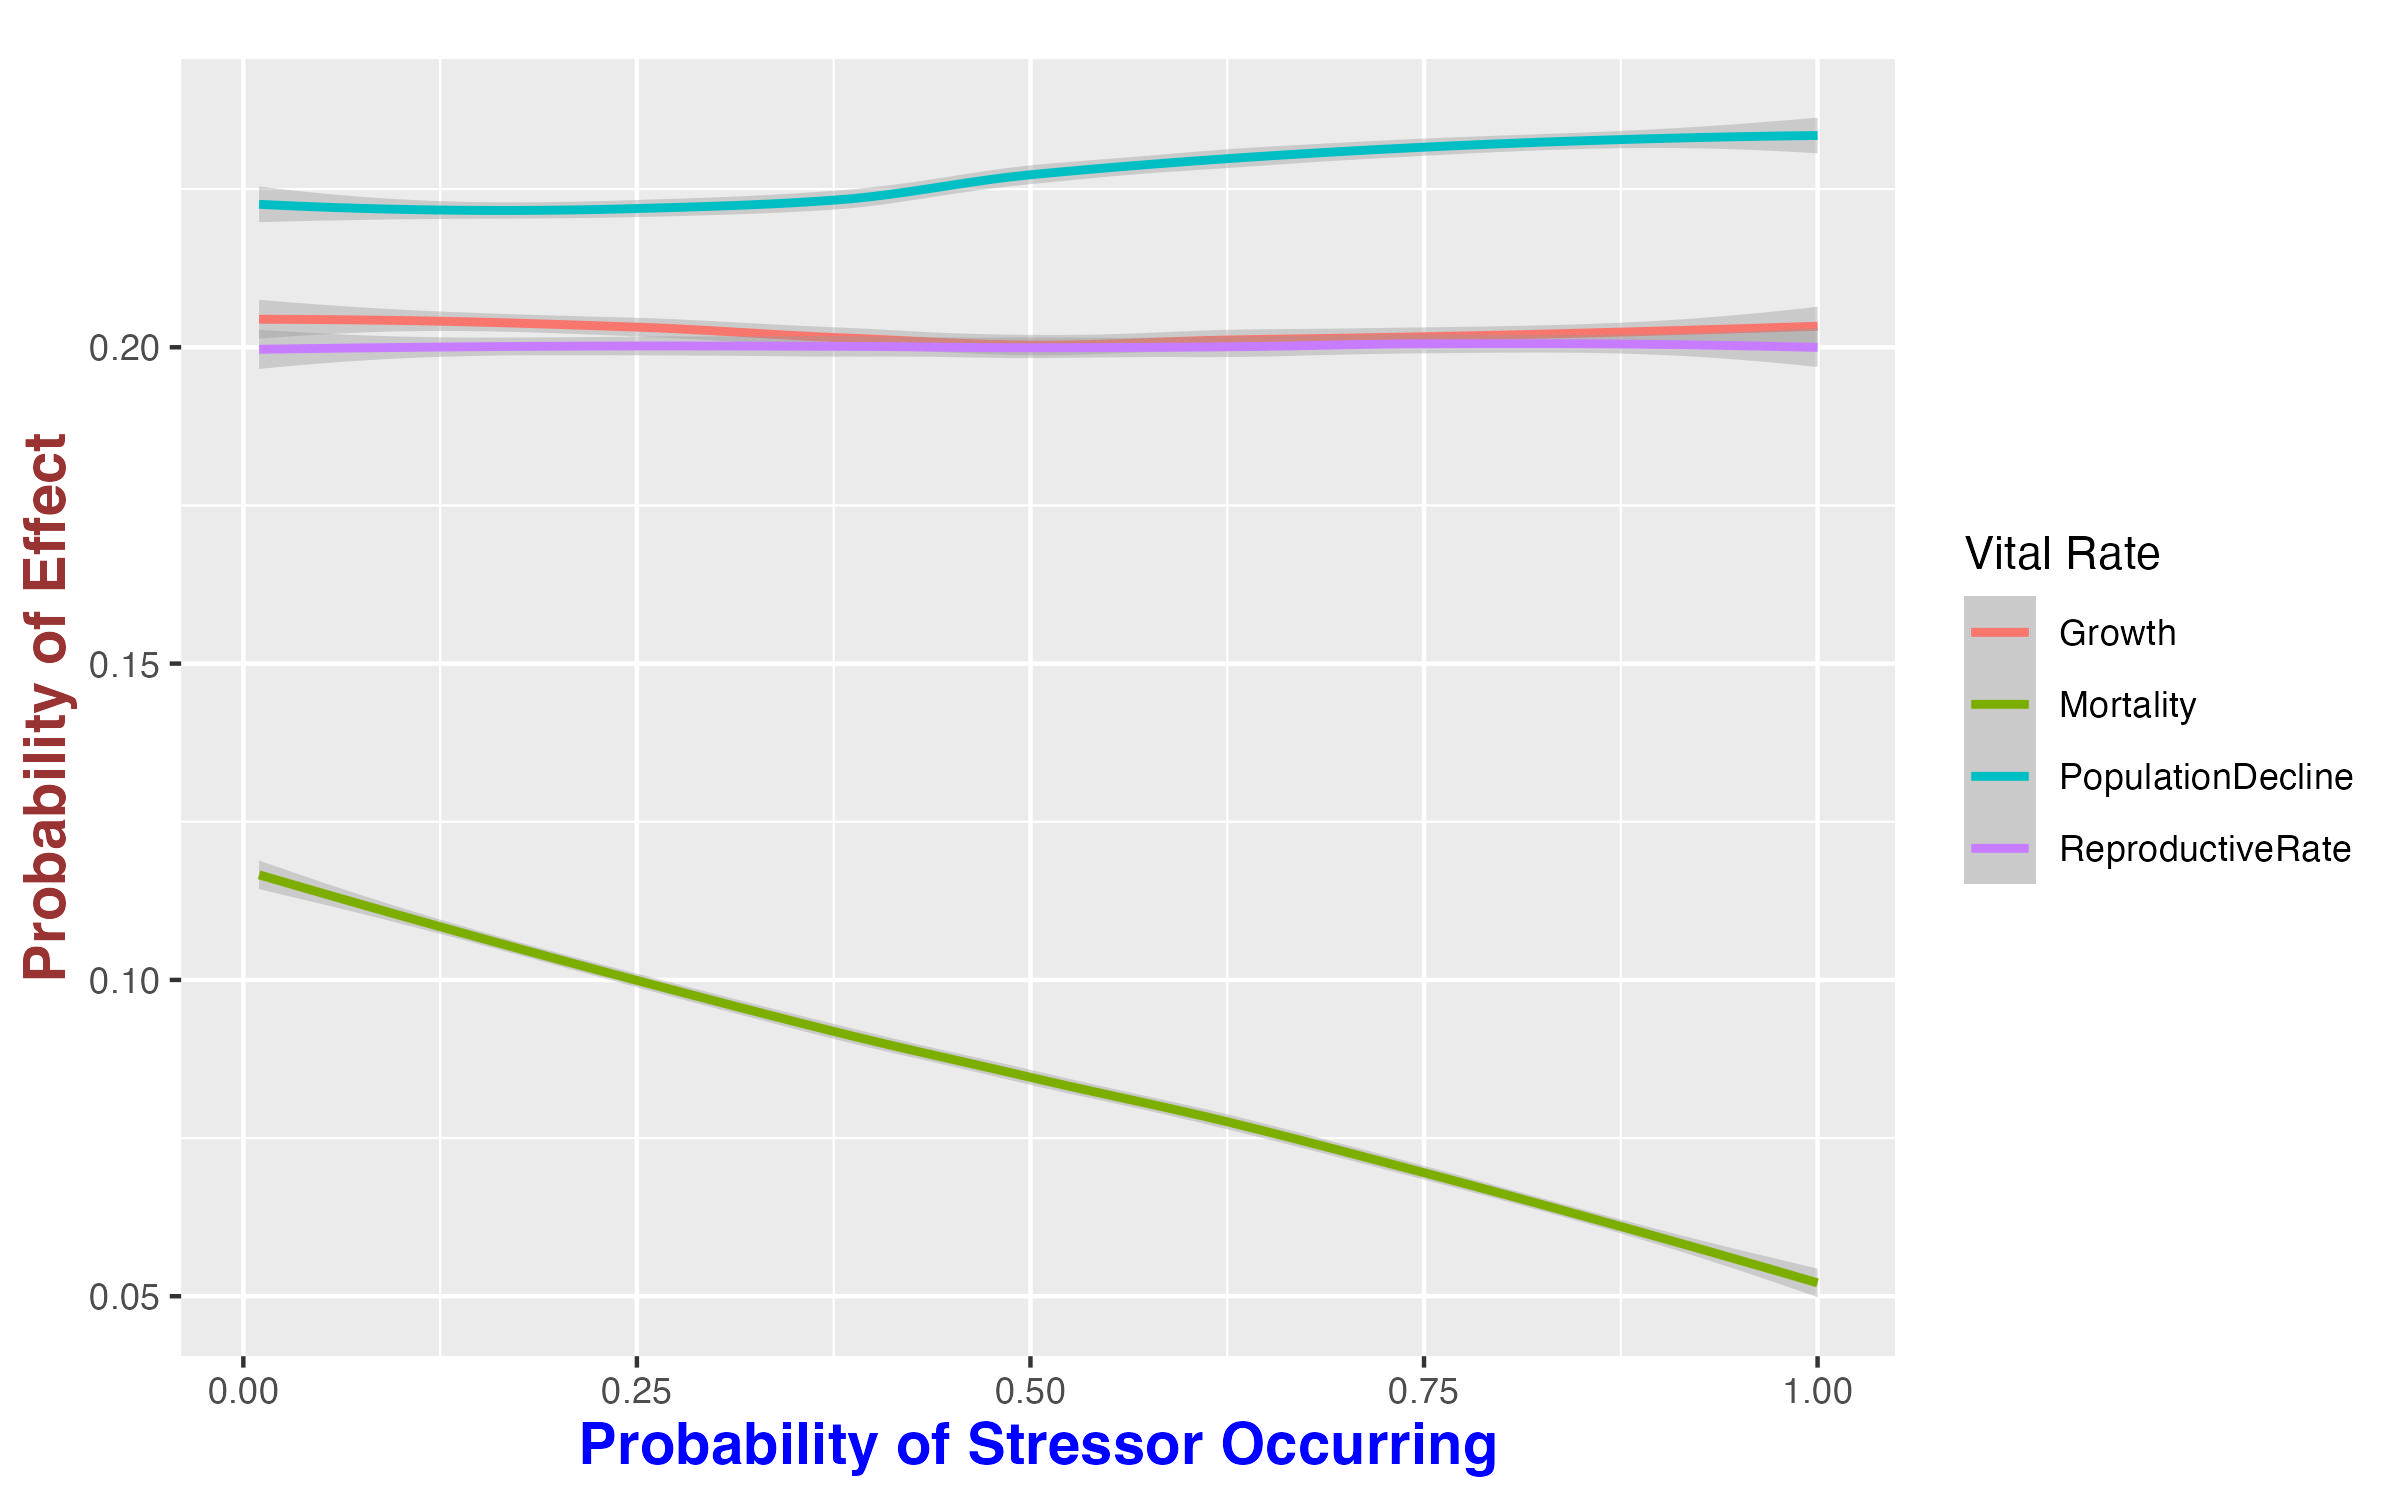 Probability of Effect
0.20
0.15
0.10
0.05
0.00
0.25
0.50
0.75
1.00
Probability of Stressor Occurring
Vital Rate
Growth
Mortality
PopulationDecline
ReproductiveRate